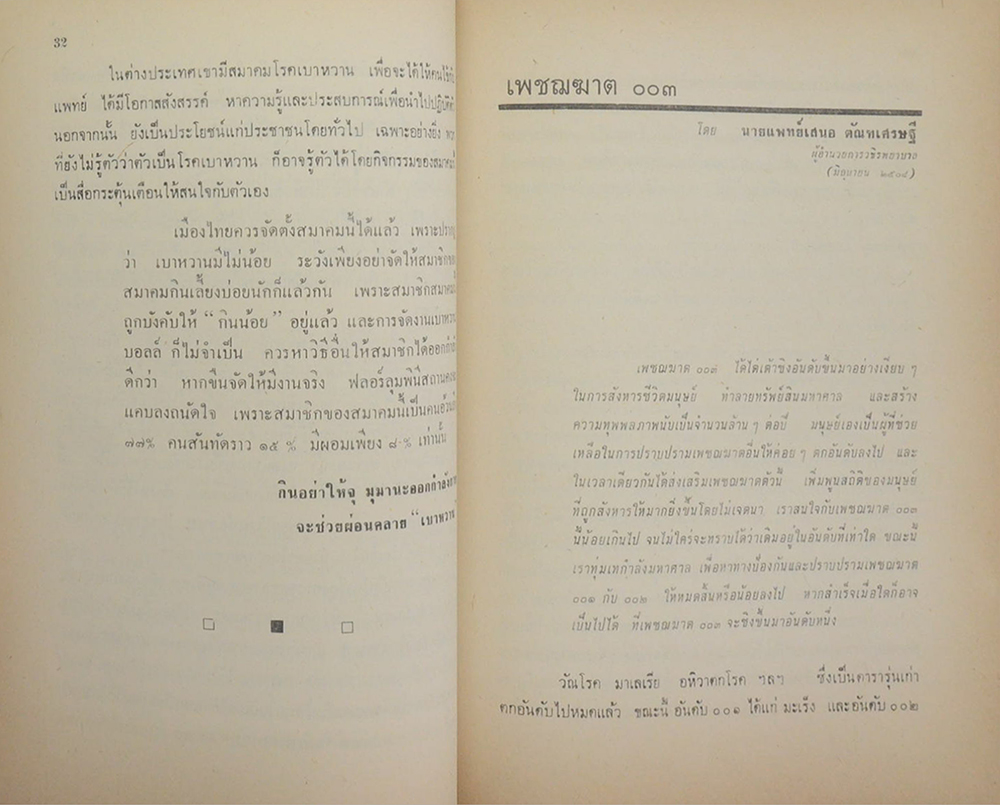 32
ในต่างประเทศเขามีสมาคมโรคเบาหวาน เพื่อจะได้ให้คนไข้กับ
แพทย์ ได้มีโอกาสสังสรรค์ หาความรู้และประสบการณ์เพื่อนำไปปฏิบัติ
นอกจากนั้น ยังเป็นประโยชน์แก่ประชาชนโดยทั่วไป เฉพาะอย่างยิ่ง
ที่ยังไม่รู้ตัวว่าตัวเป็นโรคเบาหวาน ก็อาจรู้ตัวได้โดยกิจกรรมของสมาคม
เป็นสื่อกระตุ้นเตือนให้สนใจกับตัวเอง
เมืองไทยควรจัดตั้งสมาคมนี้ได้แล้ว เพราะปรากฏ
ว่า เบาหวานมีไม่น้อย ระวังเพียงอย่าจัดให้สมาชิก
สมาคมกินเลี้ยงบ่อยนักก็แล้วกัน เพราะสมาชิกสมาคม
ถูกบังคับให้ “กินน้อย” อยู่แล้ว และการจัดงานเบาหวาน
บอลล์ ก็ไม่จำเป็น ควรหาวิธีอื่นให้สมาชิกได้ออกกำลัง
ดีกว่า หากขืนจัดให้มีงานจริง ฟลอร์ลุมพินีสถาน
แคบลงถนัดใจ เพราะสมาชิกของสมาคมนี้เป็นคนอ้วน
๗๗% คนสันทัดราว ๑๕ % มีผอมเพียง ๘ % เท่านั้น
กินอย่าให้จุ มุมานะออกกำลังกาย
จะช่วยผ่อนคลาย “เบาหวาน”
เพชฌฆาต ๐๐๓
โดย นายแพทย์เสนอ ตัณฑเศรษฐี
ผู้อำนวยการวชิรพยาบาล
(มิถุนายน ๒๕๐๘)
เพชฌฆาต ๐๐๓ ได้ไต่เต้าชิงอันดับขึ้นมาอย่างเงียบ ๆ
ในการสังหารชีวิตมนุษย์ ทำลายทรัพย์สินมหาศาล และสร้าง
ความทุพพลภาพนับเป็นจำนวนล้าน ๆ ต่อปี มนุษย์เองเป็นผู้ที่ช่วย
เหลือในการปราบปรามเพชฌฆาตอื่นให้ค่อย ๆ ตกอันดับลงไป และ
ในเวลาเดียวกันได้ส่งเสริมเพชฌฆาตตัวนี้ เพิ่มพูนสถิติของมนุษย์
ที่ถูกสังหารให้มากยิ่งขึ้นโดยไม่เจตนา เราสนใจกับเพชฌฆาต ๐๐๓
นี้น้อยเกินไป จนไม่ใคร่จะทราบได้ว่าเดิมอยู่ในอันดับที่เท่าใด ขณะนี้
เราทุ่มเทกำลังมหาศาล เพื่อหาทางป้องกันและปราบปรามเพชฌฆาต
๐๐๑ กับ ๐๐๒ ให้หมดสิ้นหรือน้อยลงไป หากสำเร็จเมื่อใดก็อาจ
เป็นไปได้ ที่เพชฌฆาต ๐๐๓ จะชิงขึ้นมาอันดับหนึ่ง
วัณโรค มาเลเรีย อหิวาตกโรค ฯลฯ ซึ่งเป็นดารารุ่นเก่า
ตกอันดับไปหมดแล้ว ขณะนี้ อันดับ ๐๐๑ ได้แก่ มะเร็ง และอันดับ ๐๐๒